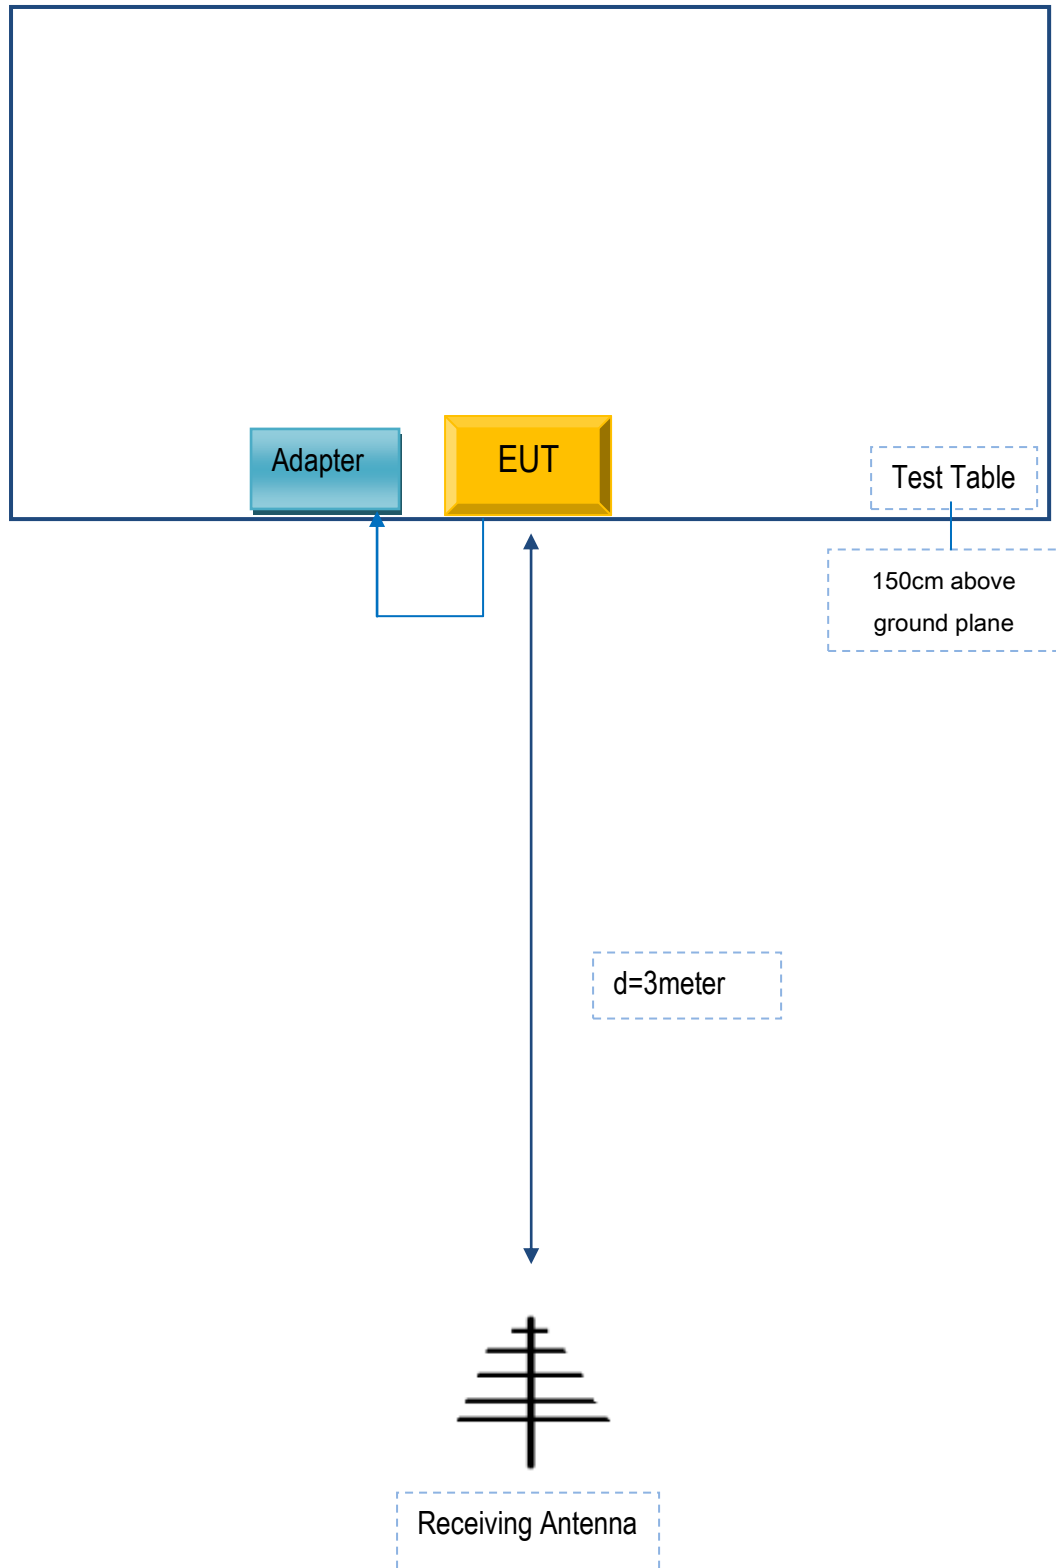 Adapter
EUT
Test Table
150cm above
ground plane
d=3meter
Receiving Antenna